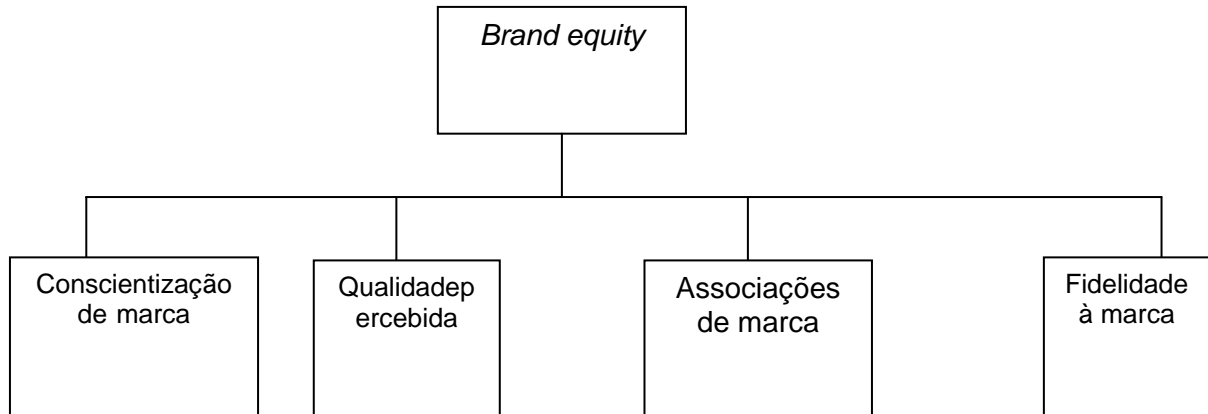 Brand equity
Conscientização
de marca
Qualidadep
ercebida
Associações
de marca
Fidelidade
à marca